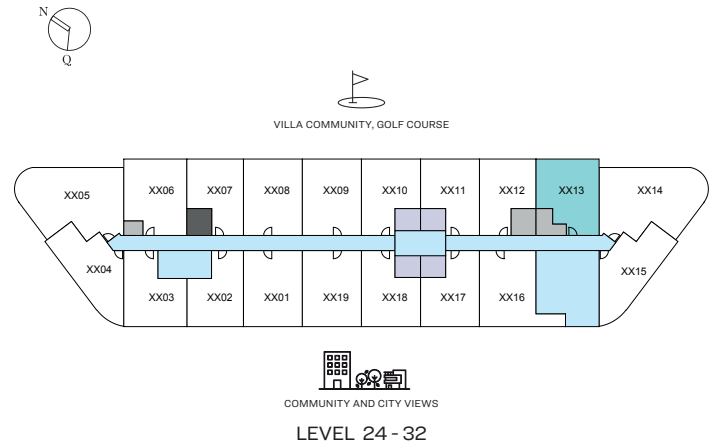 N
Q
VILLA COMMUNITY, GOLF COURSE
XX05
XX06
XX07
XX08
XX09
XX10
XX11
XX12
XX13
XX14
XX04
XX03
XX02
XX01
XX19
XX18
XX17
XX16
XX15
COMMUNITY AND CITY VIEWS
LEVEL 24 - 32